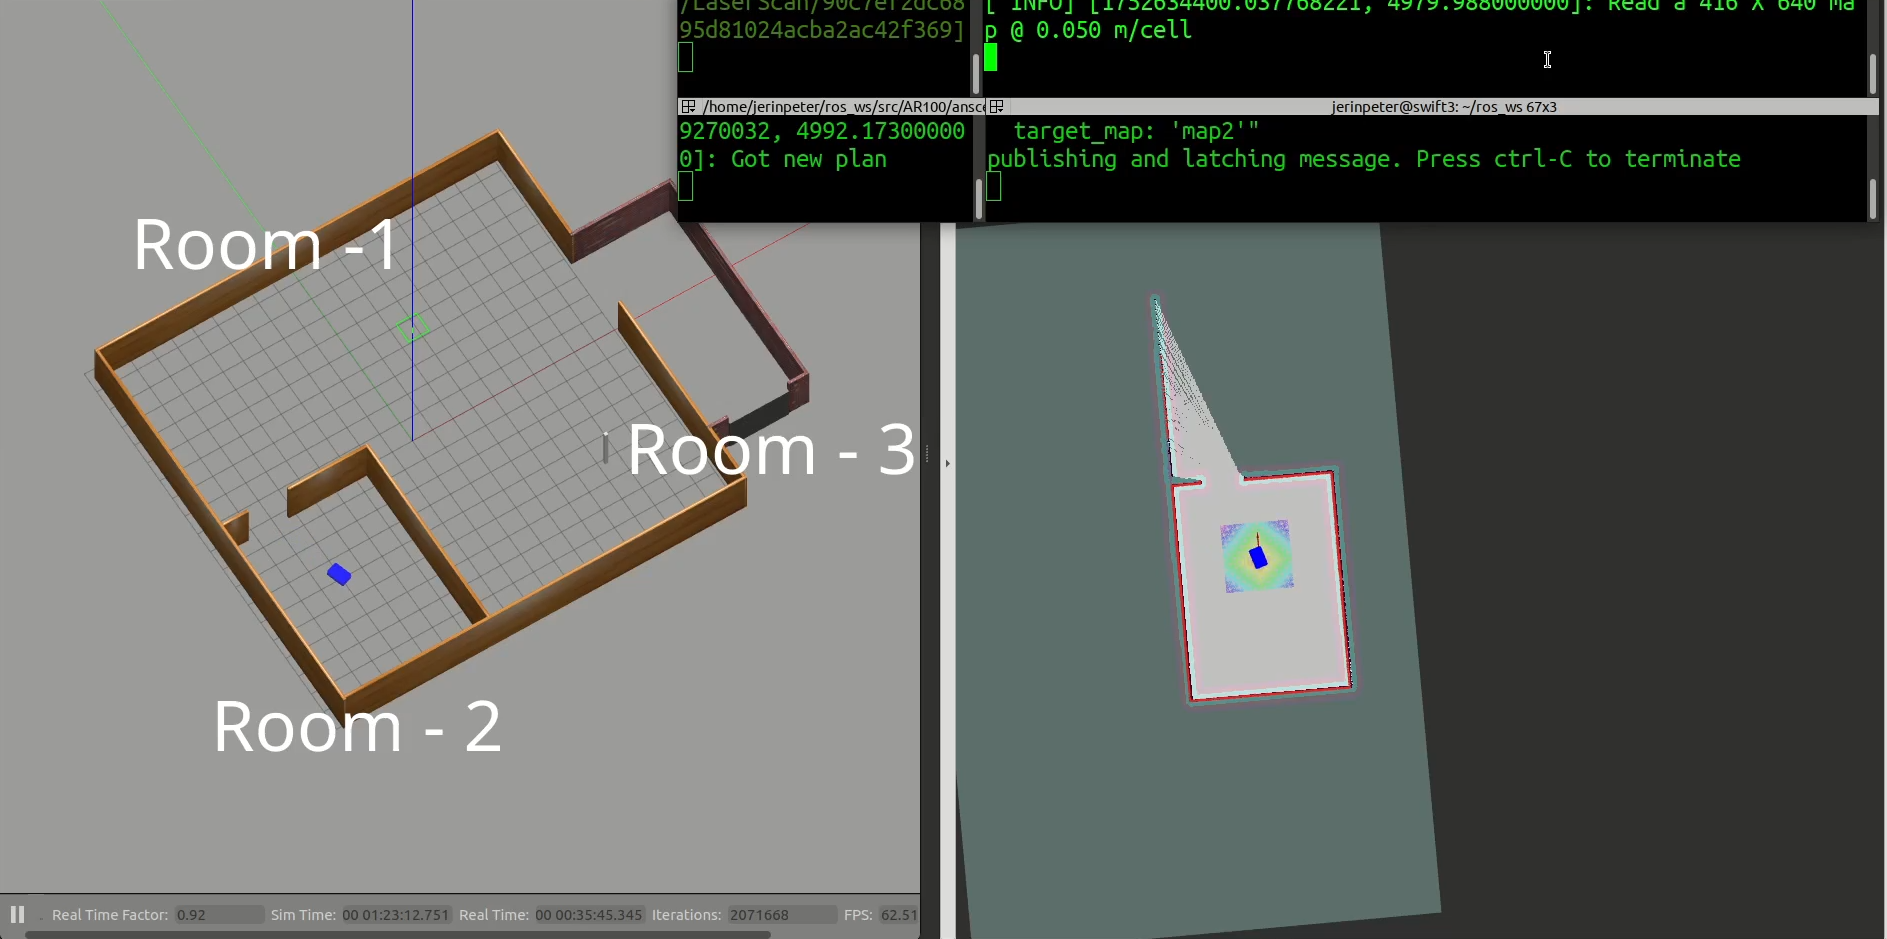 /LaserScan/90c7ef2dc68
95d81024acba2ac42f369]
[ INFO] [1752634400.037768221, 4979.988000000]: Read a 416 X 640 ma
p @ 0.050 m/cell
/home/jerinpeter/ros_ws/src/AR100/ansce
jerinpeter@swift3: ~/ros_ws 67x3
9270032, 4992.17300000
0]: Got new plan
target_map: 'map2'"
publishing and latching message. Press ctrl-C to terminate
Room -1
Room - 3
Room - 2
Real Time Factor: 0.92 Sim Time: 00 01:23:12.751 Real Time: 00 00:35:45.345 Iterations: 2071668 FPS: 62.51